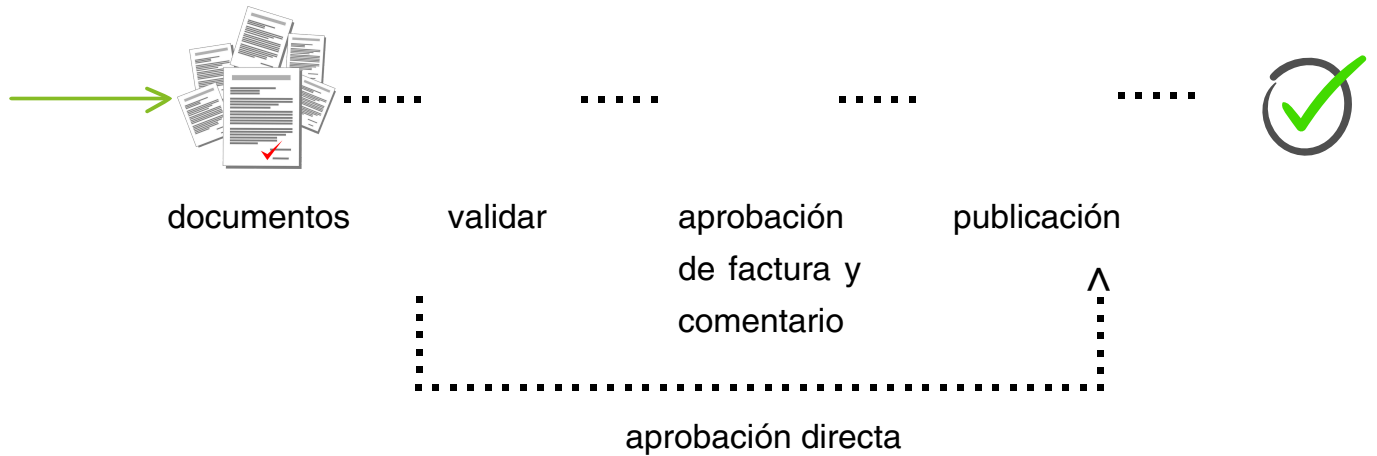 documentos
validar
aprobación
de factura y
comentario
publicación
aprobación directa